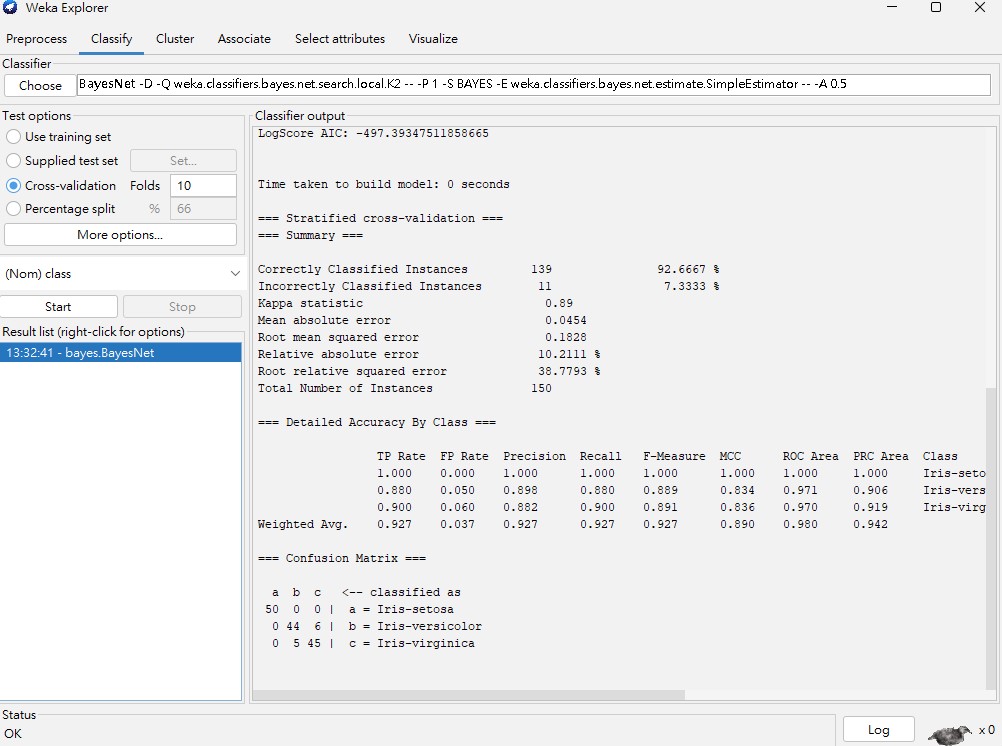 Weka Explorer
Preprocess Classify Cluster Associate Select attributes Visualize
Classifier
Choose BayesNet -D -Q weka.classifiers.bayes.net.search.local.K2 -- -P 1 -S BAYES -E weka.classifiers.bayes.net.estimate.SimpleEstimator -- -A 0.5
Test options
Use training set
Supplied test set Set...
Cross-validation Folds 10
Percentage split % 66
More options...
(Nom) class
Start Stop
Result list (right-click for options)
13:32:41 - bayes.BayesNet
Classifier output
LogScore AIC: -497.39347511858665
Time taken to build model: 0 seconds
=== Stratified cross-validation ===
=== Summary ===
Correctly Classified Instances 139 92.6667 %
Incorrectly Classified Instances 11 7.3333 %
Kappa statistic 0.89
Mean absolute error 0.0454
Root mean squared error 0.1828
Relative absolute error 10.2111 %
Root relative squared error 38.7793 %
Total Number of Instances 150
=== Detailed Accuracy By Class ===
TP Rate FP Rate Precision Recall F-Measure MCC ROC Area PRC Area Class
1.000 0.000 1.000 1.000 1.000 1.000 1.000 1.000 Iris-seto
0.880 0.050 0.898 0.880 0.889 0.834 0.971 0.906 Iris-vers
0.900 0.060 0.882 0.900 0.891 0.836 0.970 0.919 Iris-virg
Weighted Avg. 0.927 0.037 0.927 0.927 0.927 0.890 0.980 0.942
=== Confusion Matrix ===
a b c <-- classified as
50 0 0 | a = Iris-setosa
0 44 6 | b = Iris-versicolor
0 5 45 | c = Iris-virginica
Status
OK
Log x 0